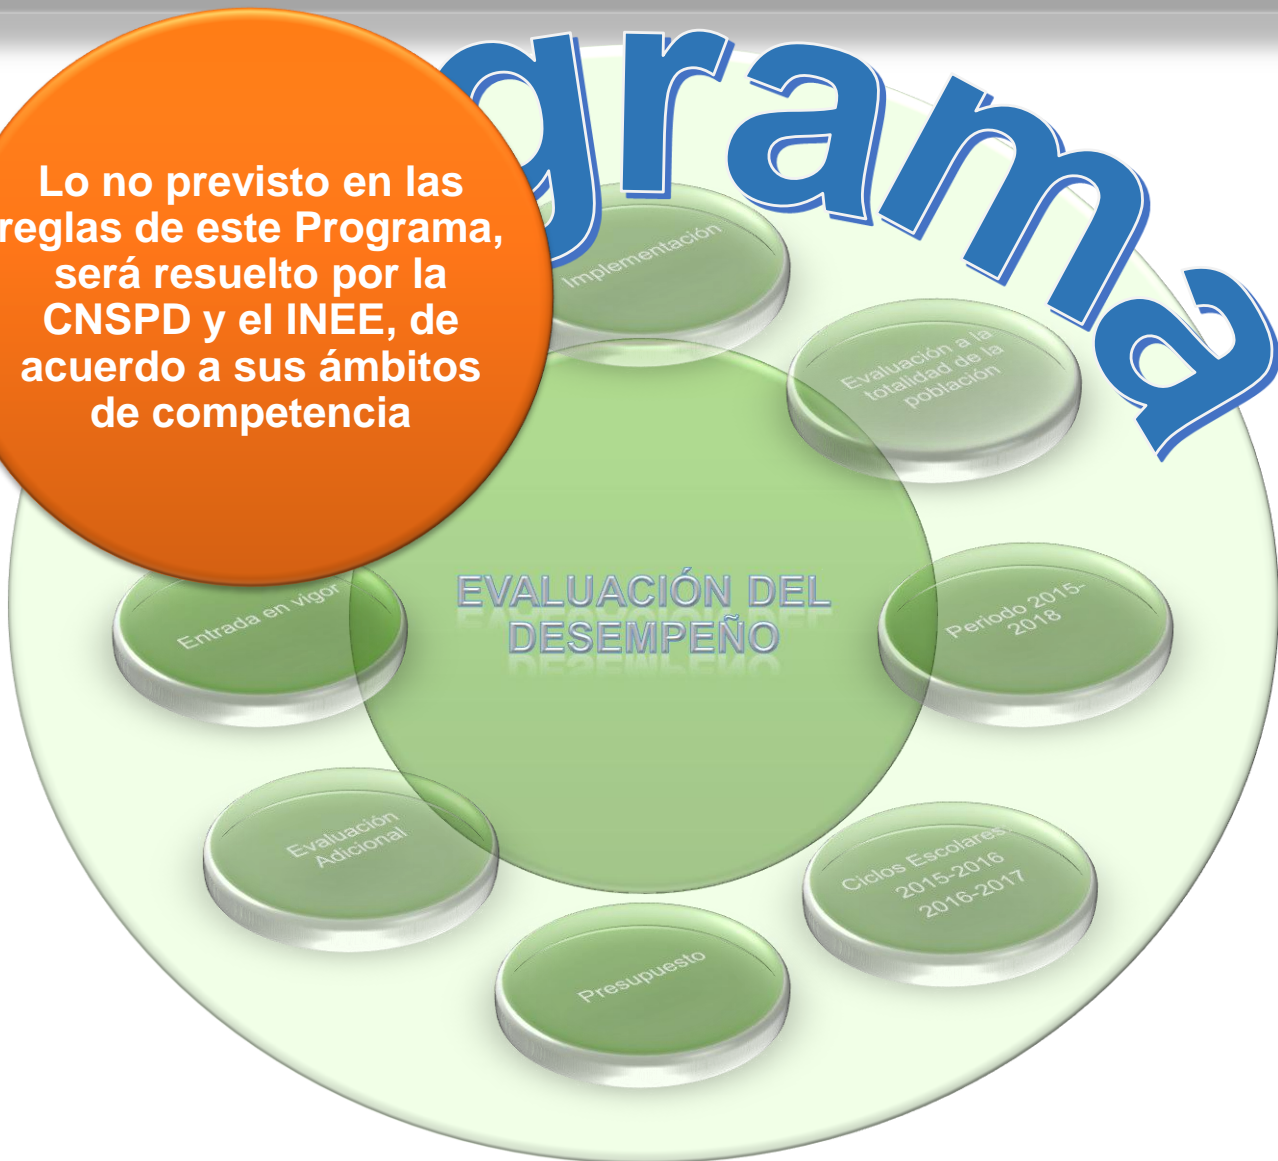 grama
Lo no previsto en las
reglas de este Programa,
será resuelto por la
CNSPD y el INEE, de
acuerdo a sus ámbitos
de competencia
Implementación
Evaluación a la
totalidad de la
población
Periodo 2015-
2018
Ciclos Escolares:
2015-2016
2016-2017
Presupuesto
Evaluación
Adicional
Entrada en vigor
EVALUACIÓN DEL
DESEMPEÑO